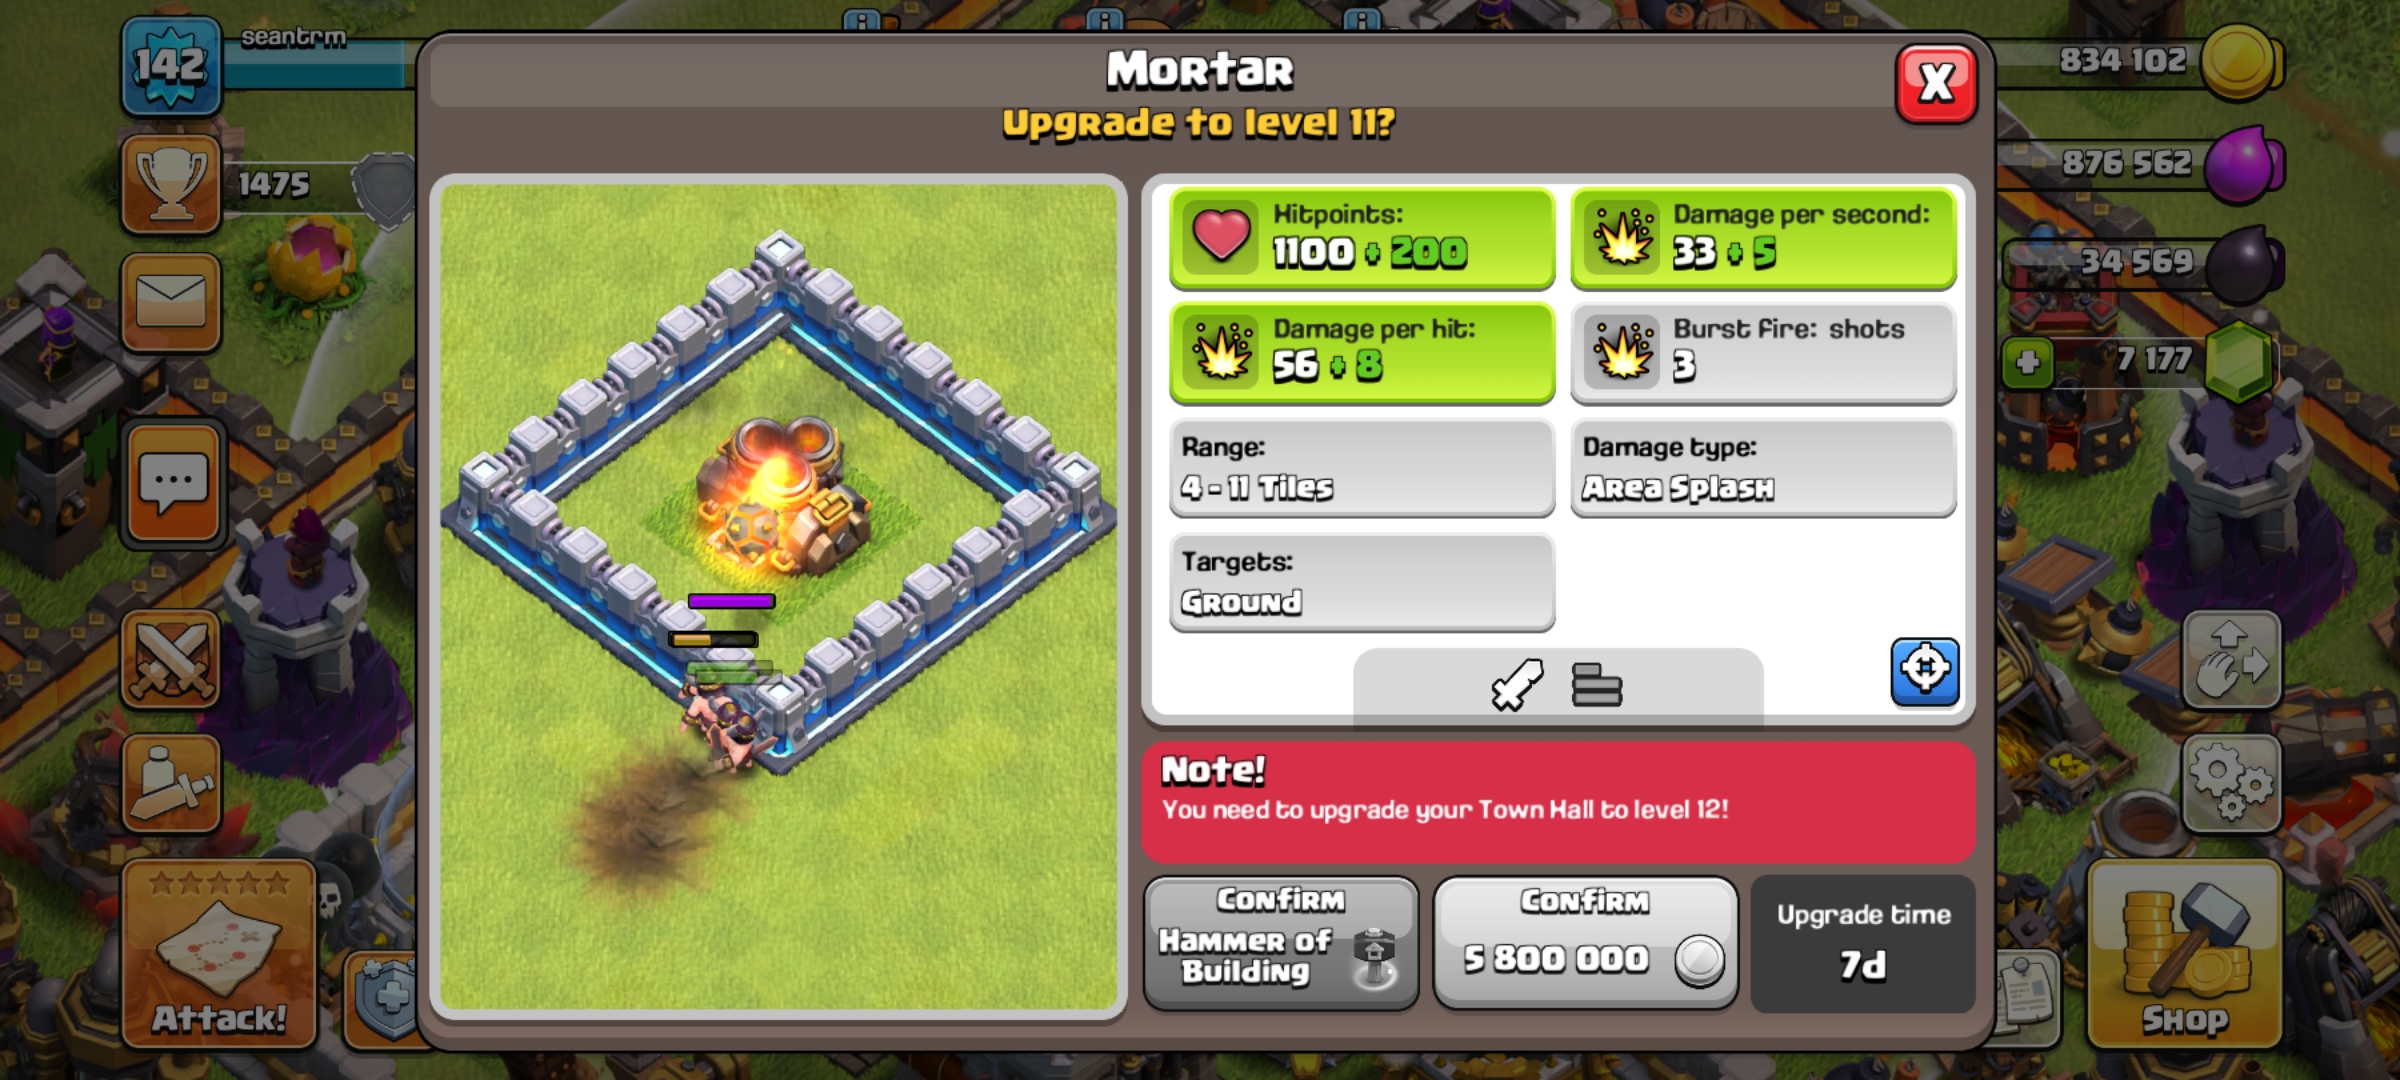 142
seantrm
1475
Mortar
Upgrade to level 11?
X
834 102
876 562
34 569
7 177
Hitpoints:
1100 + 200
Damage per second:
33 + 5
Damage per hit:
56 + 8
Burst fire: shots
3
Range:
4 - 11 Tiles
Damage type:
Area Splash
Targets:
Ground
Note!
You need to upgrade your Town Hall to level 12!
Confirm
Hammer of
Building
Confirm
5 800 000
Upgrade time
7d
Attack!
Shop